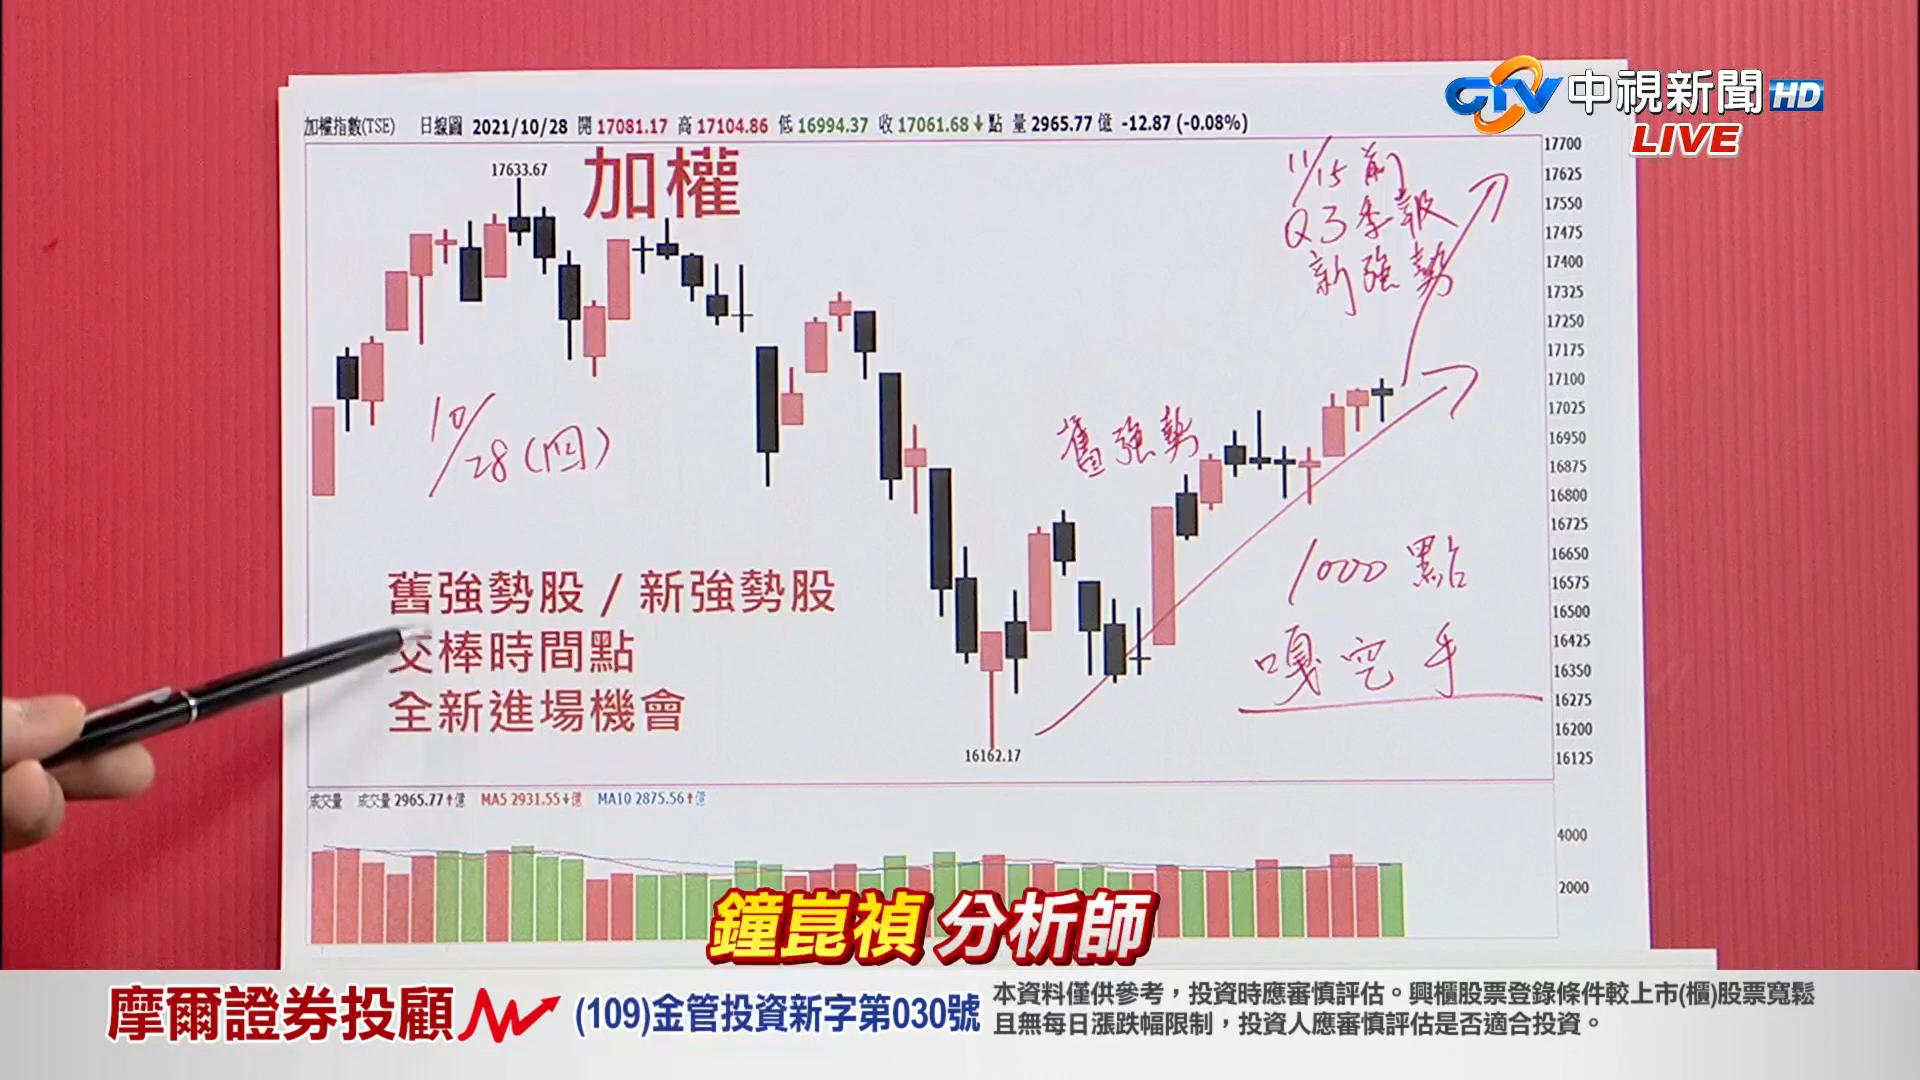 CTV 中視新聞 HD
LIVE
加權指數(TSE) 日線圖 2021/10/28 開 17081.17 高 17104.86 低 16994.37 收 17061.68↓點 量 2965.77 億 -12.87 (-0.08%)
加權
17633.67
11/15 前
Q3季報
新強勢
17700
17625
17550
17475
17400
17325
17250
17175
17100
17025
16950
16875
16800
16725
16650
16575
16500
16425
16350
16275
16200
16125
10/28(四)
舊強勢
1000 點
嘎空手
舊強勢股 / 新強勢股
交棒時間點
全新進場機會
16162.17
成交量 成交量 2965.77↑億 MA5 2931.55↓億 MA10 2875.56↑億
4000
2000
鐘崑禎 分析師
摩爾證券投顧 (109)金管投資新字第030號
本資料僅供參考，投資時應審慎評估。興櫃股票登錄條件較上市(櫃)股票寬鬆
且無每日漲跌幅限制，投資人應審慎評估是否適合投資。